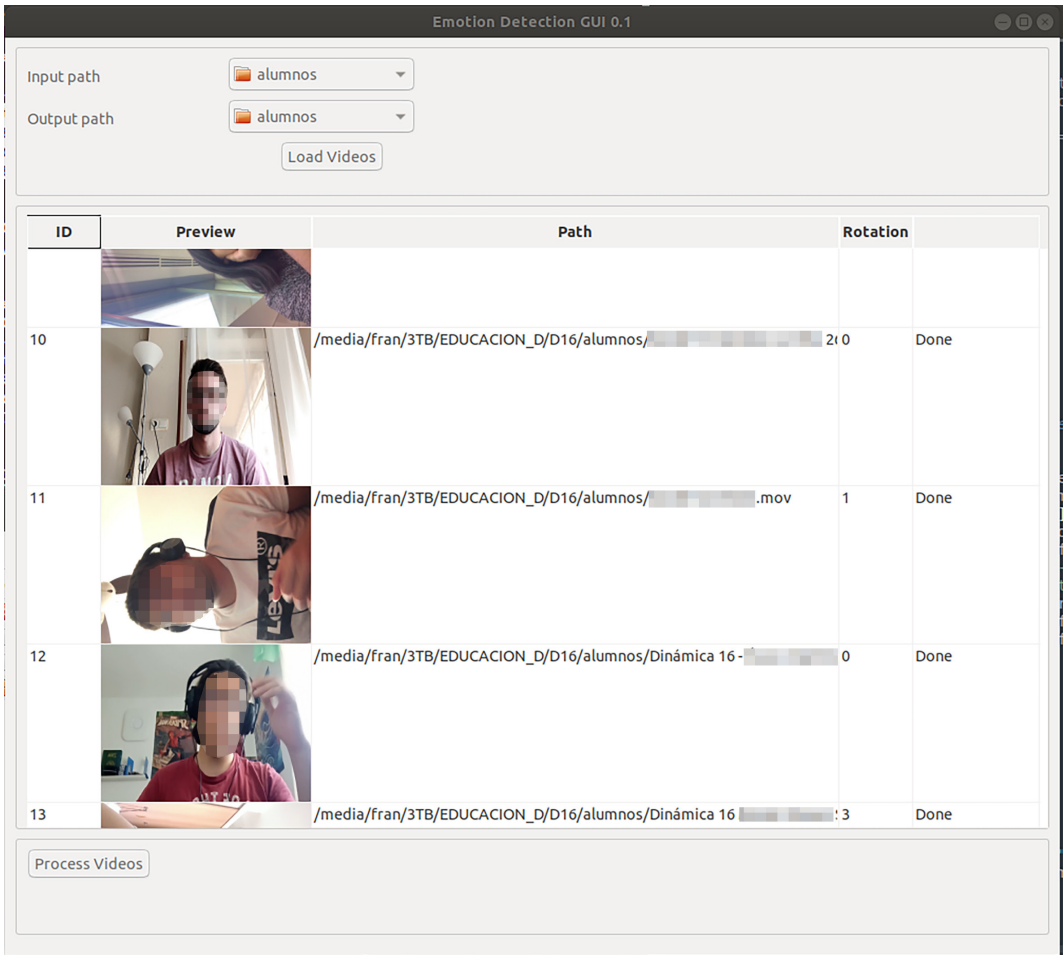 Emotion Detection GUI 0.1
Input path
alumnos
Output path
alumnos
Load Videos
ID Preview Path Rotation
10 /media/fran/3TB/EDUCACION_D/D16/alumnos/ 0 Done
11 /media/fran/3TB/EDUCACION_D/D16/alumnos/ .mov 1 Done
Levi's®
12 /media/fran/3TB/EDUCACION_D/D16/alumnos/Dinámica 16 - 0 Done
13 /media/fran/3TB/EDUCACION_D/D16/alumnos/Dinámica 16 3 Done
Process Videos